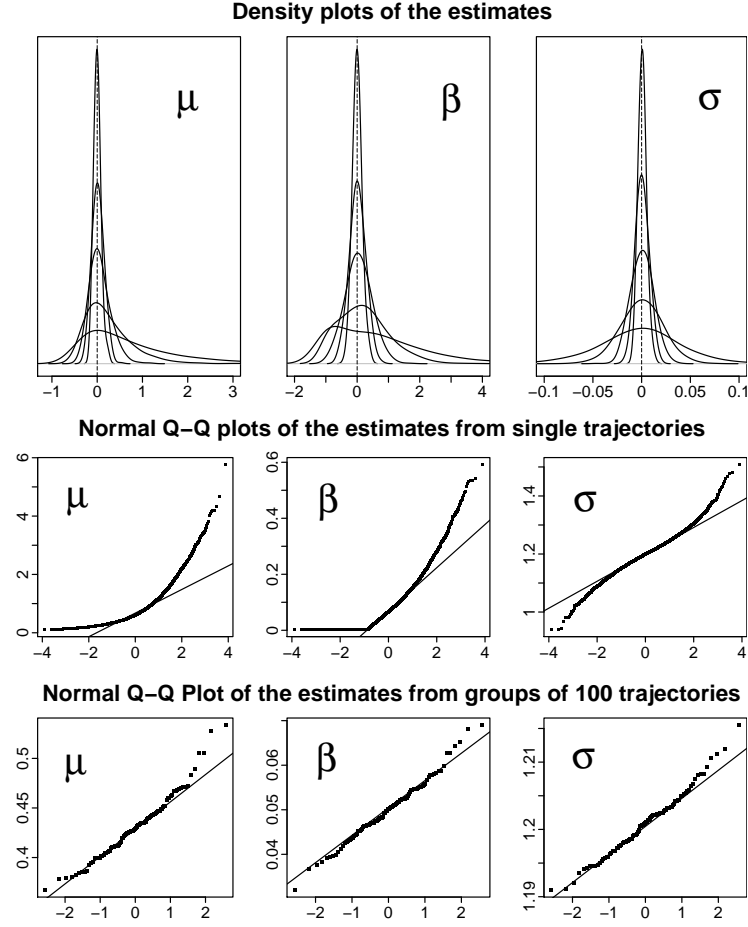 Density plots of the estimates
μ β σ
−1 0 1 2 3 −2 0 2 4 −0.1 −0.05 0 0.05 0.1
Normal Q−Q plots of the estimates from single trajectories
μ β σ
0 2 4 6 0 0.2 0.4 0.6 1 1.2 1.4
−4 −2 0 2 4 −4 −2 0 2 4 −4 −2 0 2 4
Normal Q−Q Plot of the estimates from groups of 100 trajectories
μ β σ
0.4 0.45 0.5 0.04 0.05 0.06 1.19 1.2 1.21
−2 −1 0 1 2 −2 −1 0 1 2 −2 −1 0 1 2